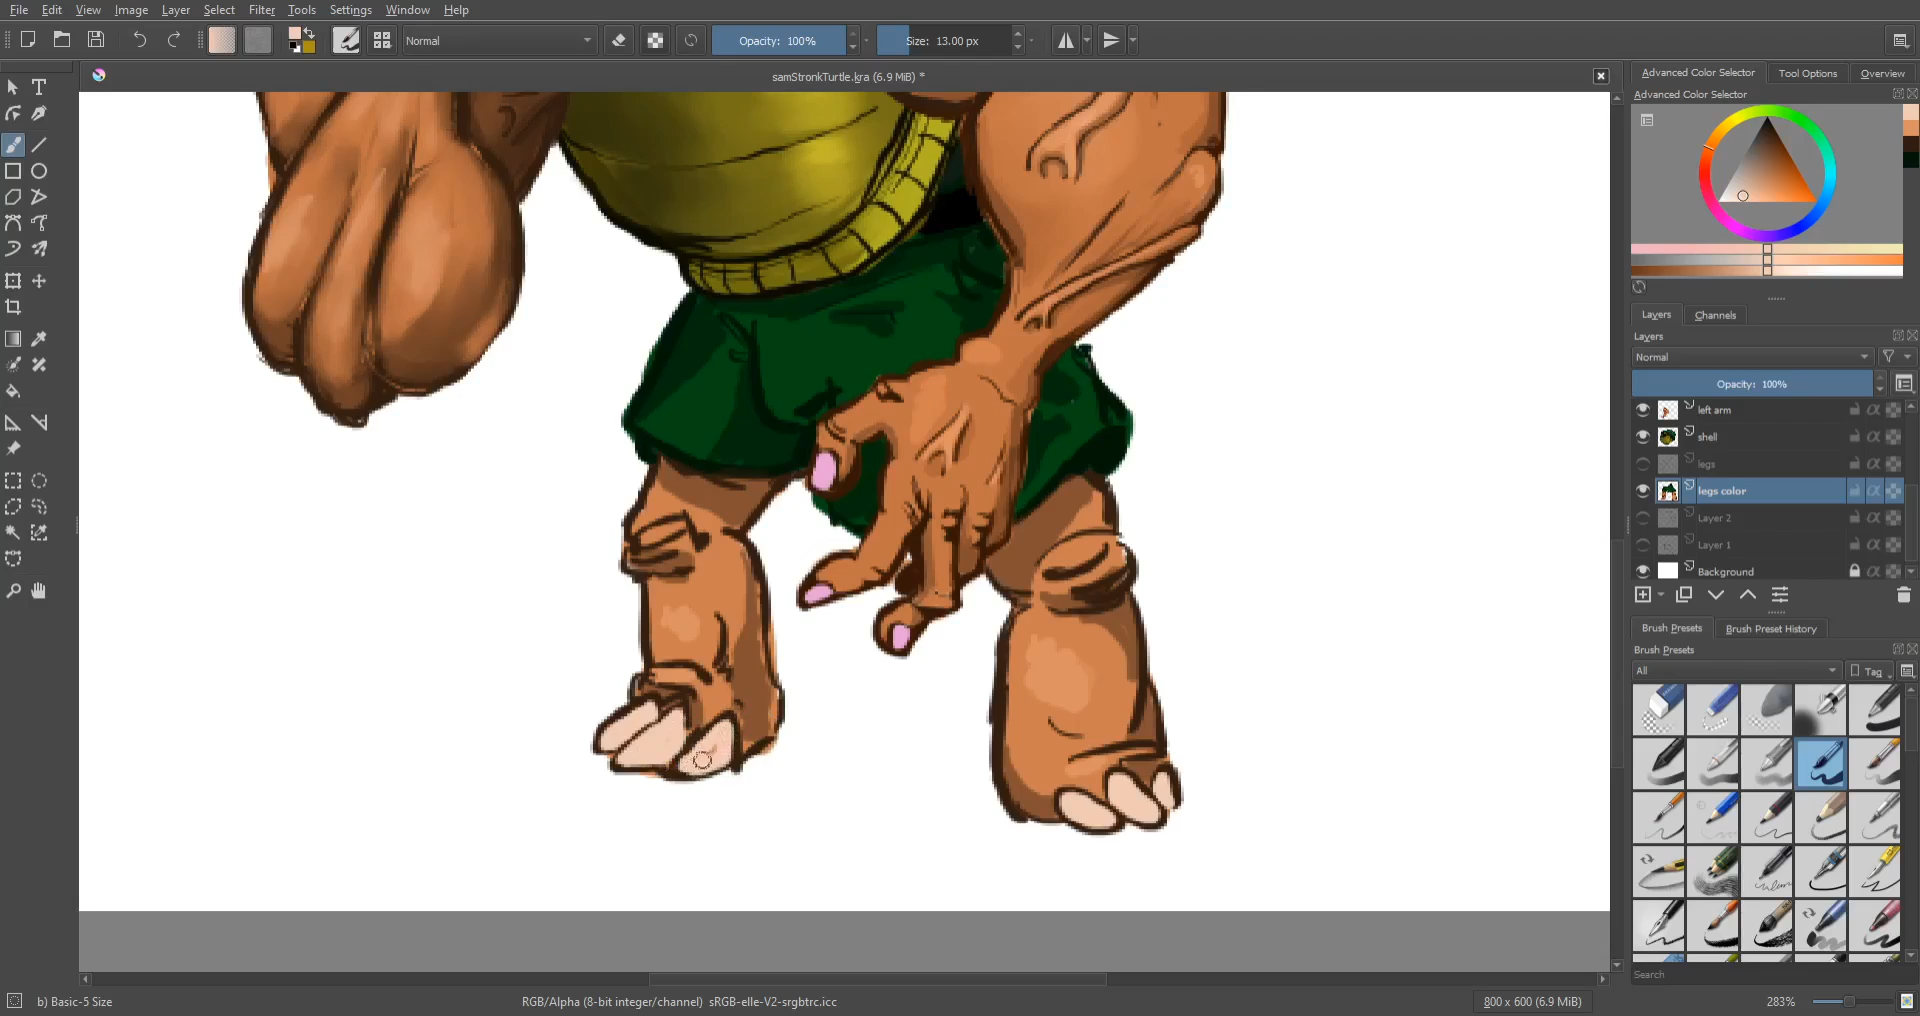 File Edit View Image Layer Select Filter Tools Settings Window Help
Normal
Opacity: 100%
Size: 13.00 px
samStronkTurtle.kra (6.9 MiB) *
Advanced Color Selector
Tool Options
Overview
Advanced Color Selector
Layers
Channels
Layers
Normal
Opacity: 100%
left arm
shell
legs
legs color
Layer 2
Layer 1
Background
Brush Presets
Brush Preset History
Brush Presets
All
Tag
Search
b) Basic-5 Size
RGB/Alpha (8-bit integer/channel) sRGB-elle-V2-srgbtrc.icc
800 x 600 (6.9 MiB)
283%